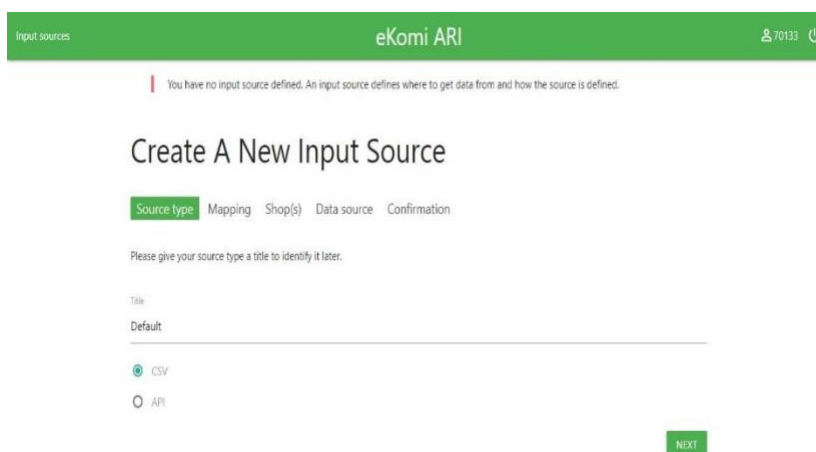 Input sources
eKomi ARI
70133
You have no input source defined. An input source defines where to get data from and how the source is defined.
Create A New Input Source
Source type Mapping Shop(s) Data source Confirmation
Please give your source type a title to identify it later.
Title
Default
CSV
API
NEXT